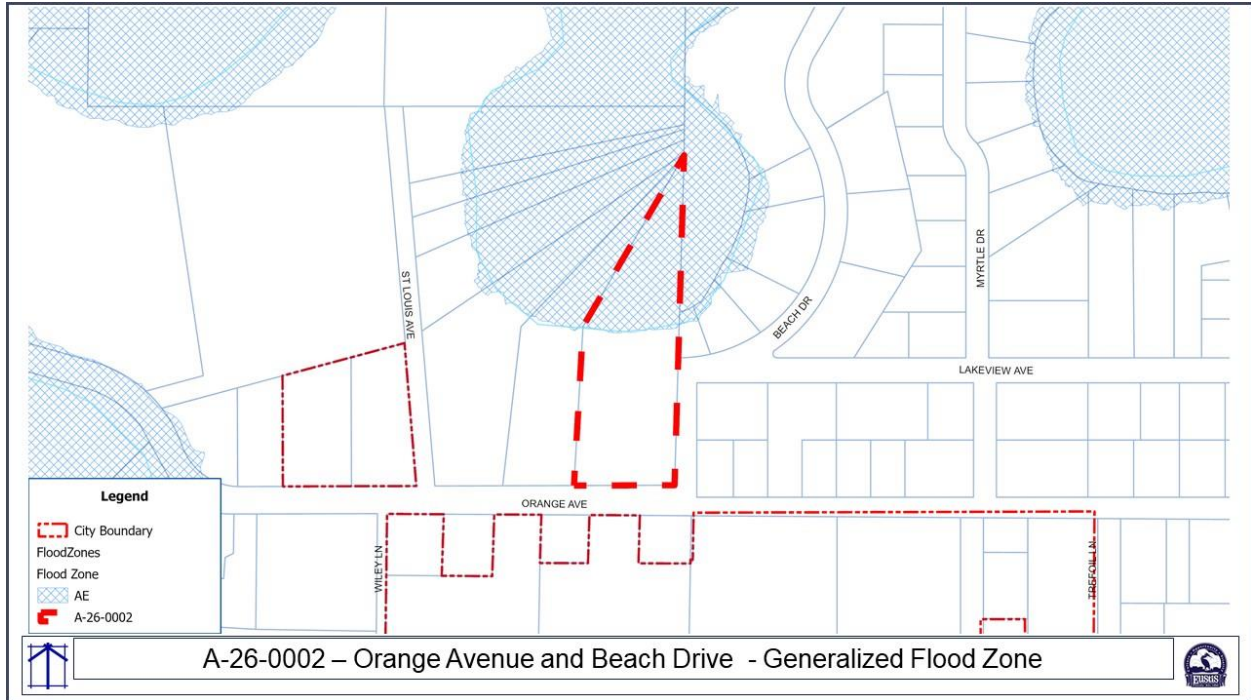 ST LOUIS AVE
BEACH DR
MYRTLE DR
LAKEVIEW AVE
ORANGE AVE
WILEY LN
TREFOIL LN
Legend
City Boundary
FloodZones
Flood Zone
AE
A-26-0002
A-26-0002 – Orange Avenue and Beach Drive - Generalized Flood Zone